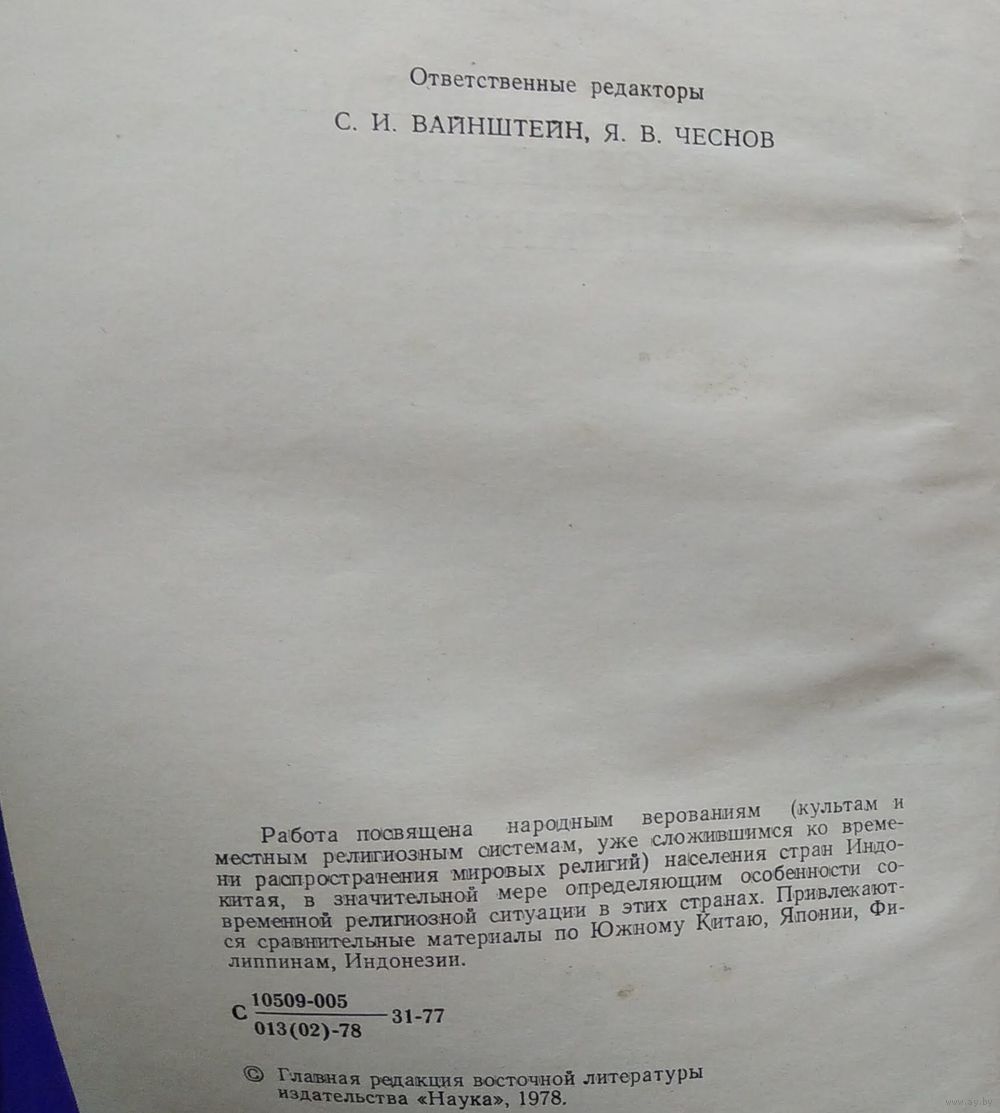 Ответственные редакторы
С. И. ВАЙНШТЕЙН, Я. В. ЧЕСНОВ
Работа посвящена народным верованиям (культам и
местным религиозным системам, уже сложившимся ко време-
ни распространения мировых религий) населения стран Индо-
китая, в значительной мере определяющим особенности со-
временной религиозной ситуации в этих странах. Привлекают-
ся сравнительные материалы по Южному Китаю, Японии, Фи-
липпинам, Индонезии.
10509-005
С 31-77
013(02)-78
© Главная редакция восточной литературы
издательства «Наука», 1978.
www.ay.by